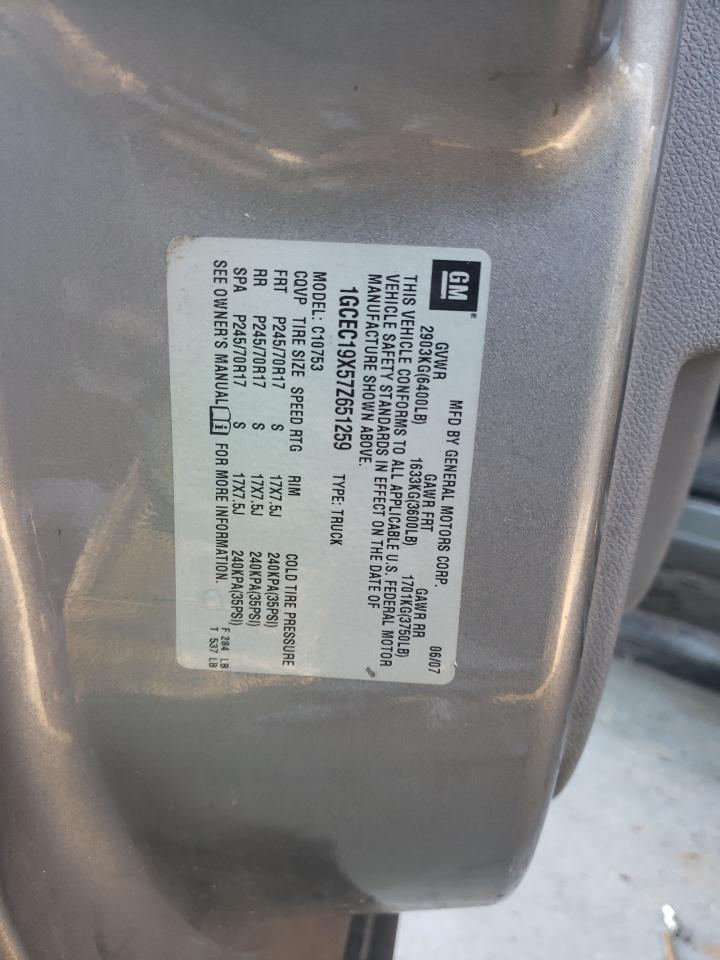 GM®
MFD BY GENERAL MOTORS CORP. 06/07
GVWR GAWR FRT GAWR RR
2903KG(6400LB) 1633KG(3600LB) 1701KG(3750LB)
THIS VEHICLE CONFORMS TO ALL APPLICABLE U.S. FEDERAL MOTOR
VEHICLE SAFETY STANDARDS IN EFFECT ON THE DATE OF
MANUFACTURE SHOWN ABOVE.
1GCEC19X57Z651259 TYPE: TRUCK
MODEL: C10753
CQVP TIRE SIZE SPEED RTG RIM COLD TIRE PRESSURE
FRT P245/70R17 S 17X7.5J 240KPA(35PSI)
RR P245/70R17 S 17X7.5J 240KPA(35PSI)
SPA P245/70R17 S 17X7.5J 240KPA(35PSI)
SEE OWNER'S MANUAL i FOR MORE INFORMATION.
F 284 LB
T 537 LB